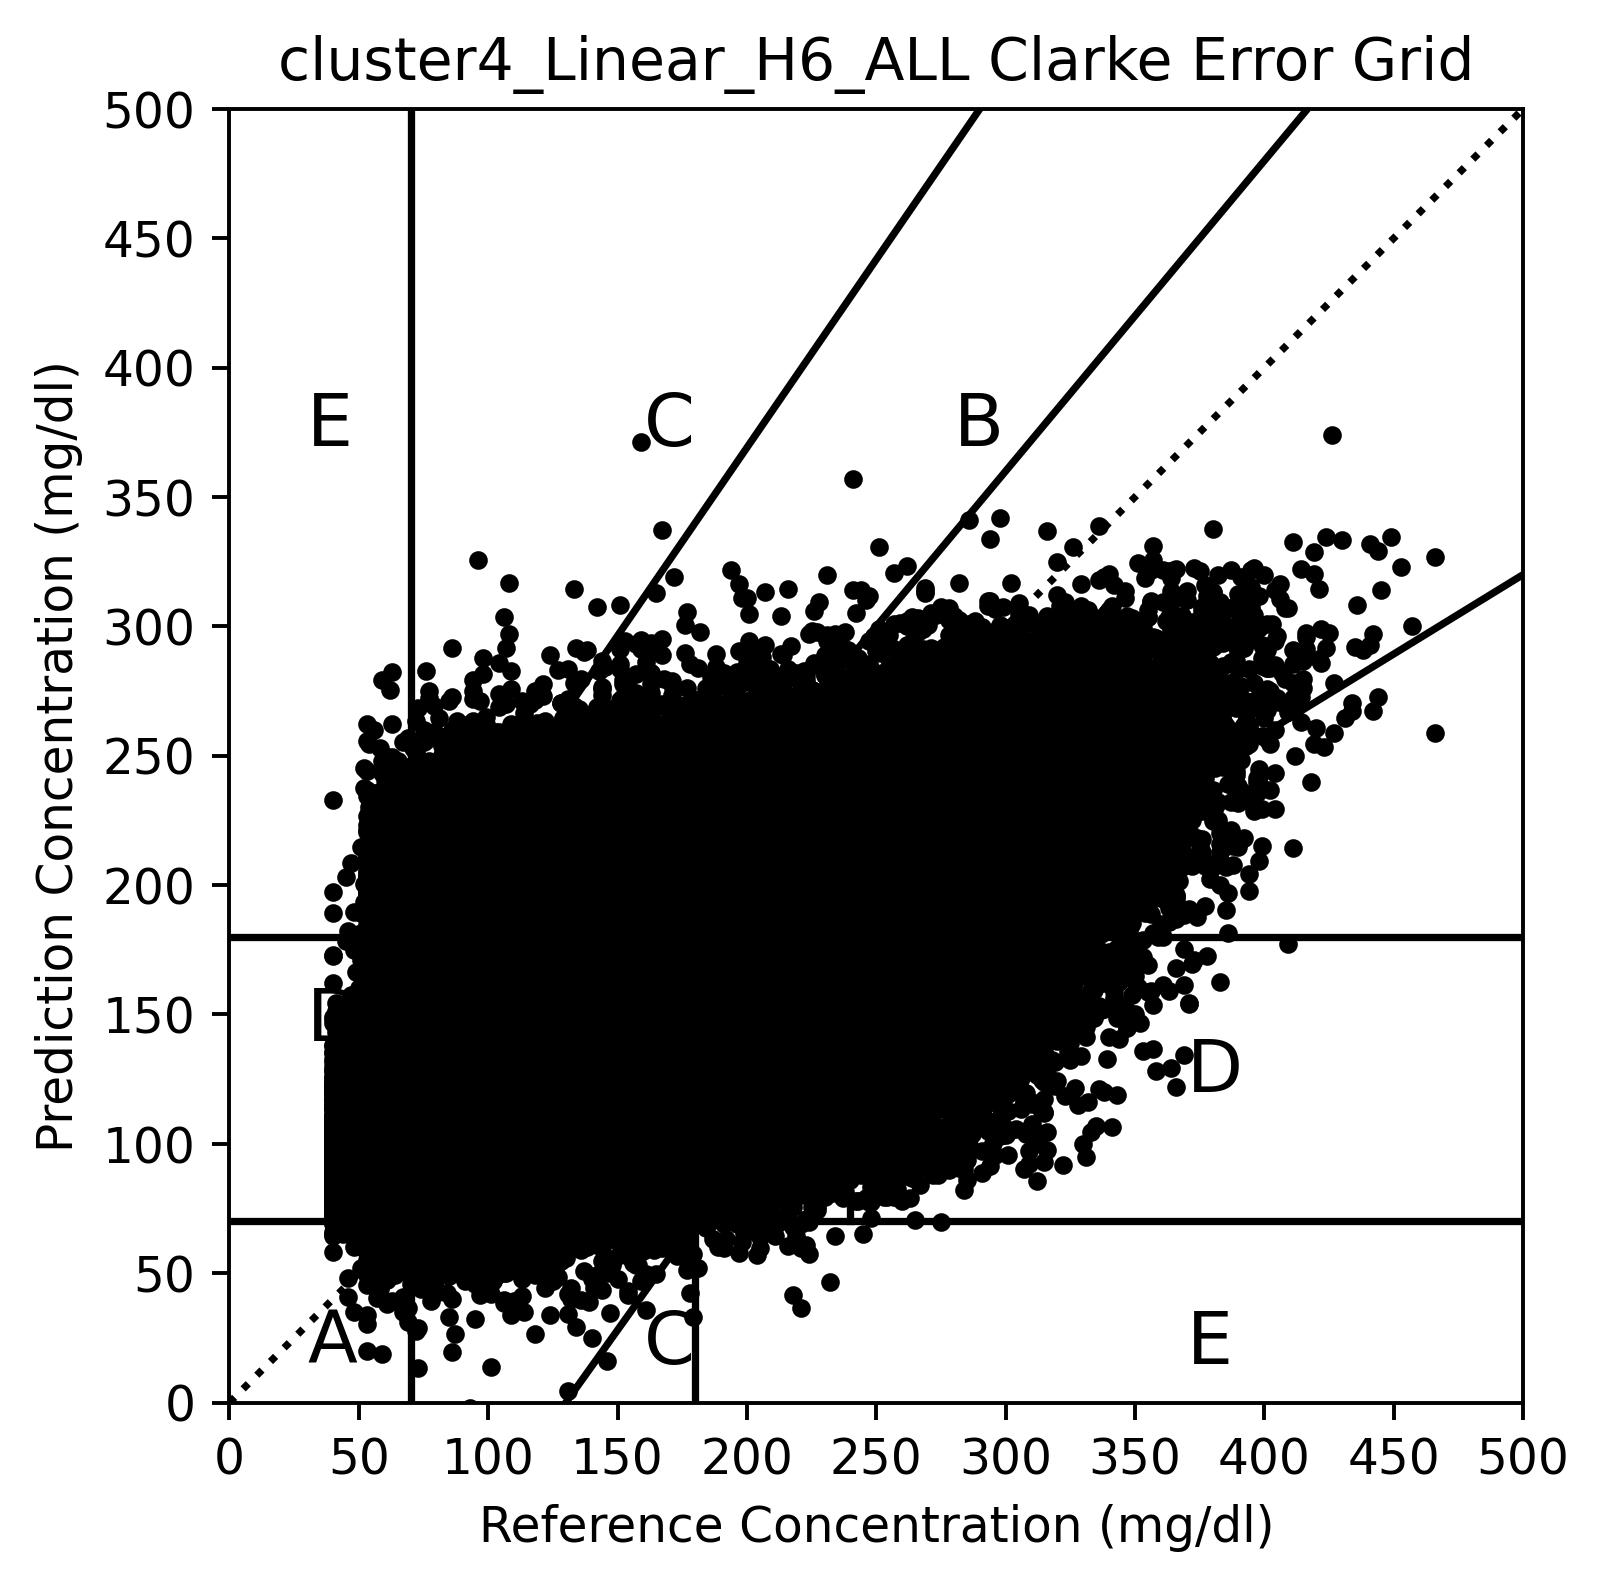 cluster4_Linear_H6_ALL Clarke Error Grid
500
450
400
350
300
250
200
150
100
50
0
Prediction Concentration (mg/dl)
E
C
B
D
A
C
E
0 50 100 150 200 250 300 350 400 450 500
Reference Concentration (mg/dl)